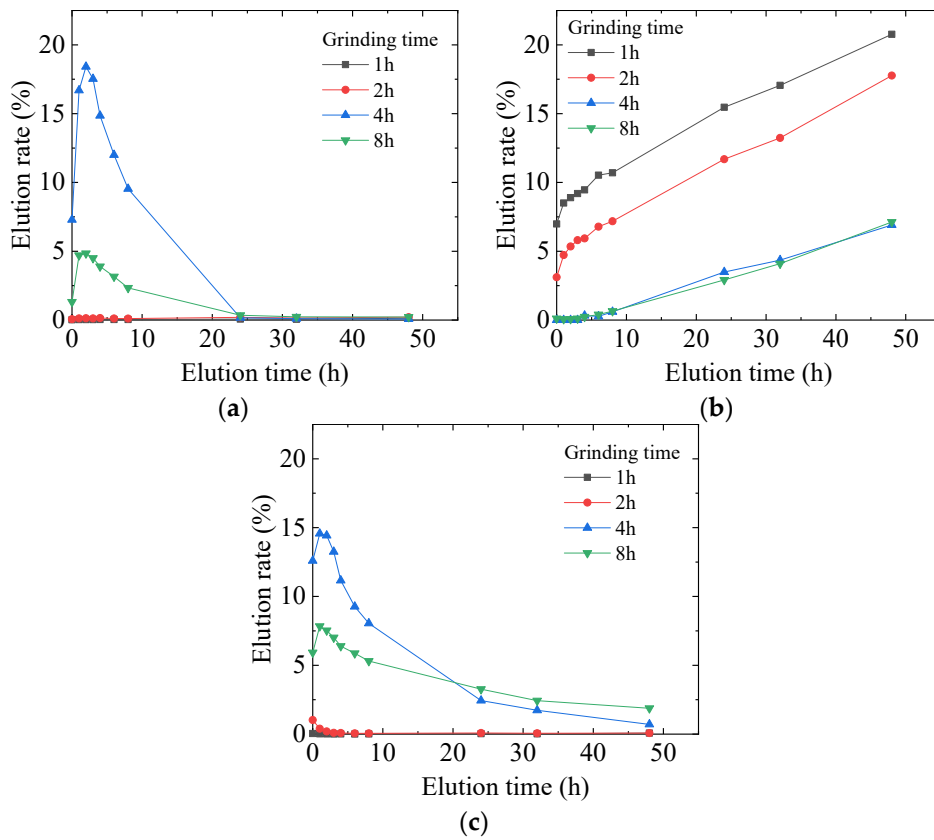 Grinding time
1h
2h
4h
8h
Elution rate (%)
0
5
10
15
20
0 10 20 30 40 50
Elution time (h)
(a)
Grinding time
1h
2h
4h
8h
Elution rate (%)
0
5
10
15
20
0 10 20 30 40 50
Elution time (h)
(b)
Grinding time
1h
2h
4h
8h
Elution rate (%)
0
5
10
15
20
0 10 20 30 40 50
Elution time (h)
(c)